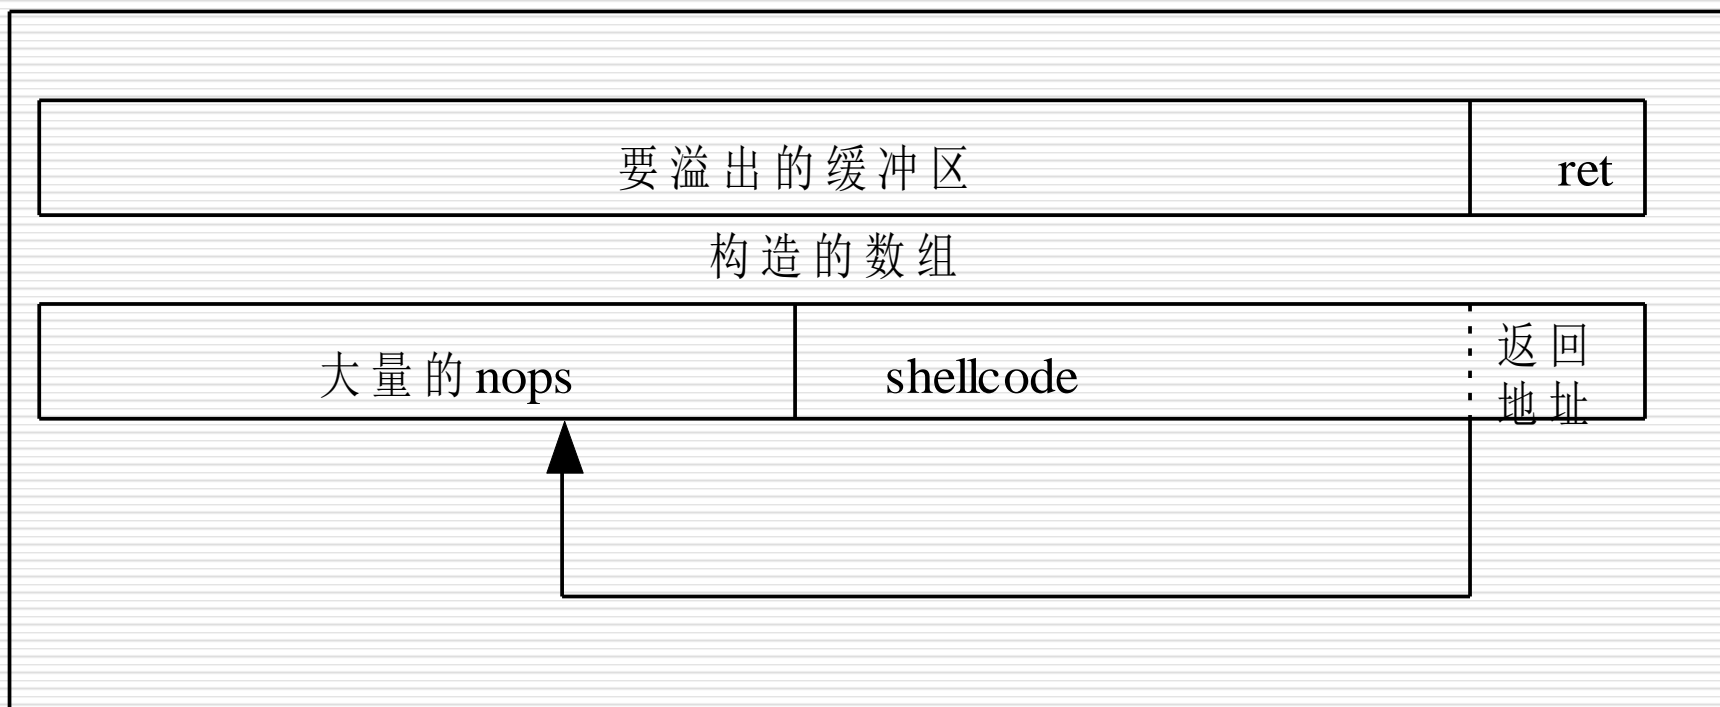 要溢出的缓冲区
ret
构造的数组
大量的nops
shellcode
返回
地址